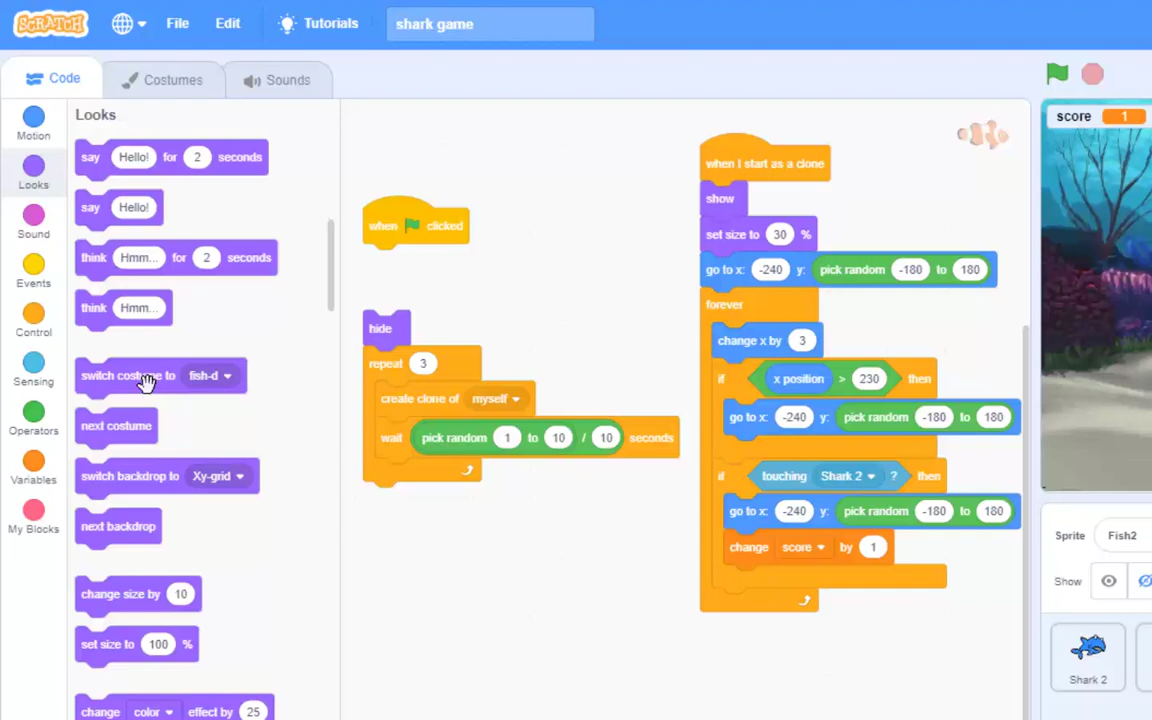 SCRATCH File Edit Tutorials shark game
Code Costumes Sounds
Motion
Looks
Sound
Events
Control
Sensing
Operators
Variables
My Blocks
Looks
say Hello! for 2 seconds
say Hello!
think Hmm... for 2 seconds
think Hmm...
switch costume to fish-d
next costume
switch backdrop to Xy-grid
next backdrop
change size by 10
set size to 100 %
change color effect by 25
when clicked
hide
repeat 3
create clone of myself
wait pick random 1 to 10 / 10 seconds
when I start as a clone
show
set size to 30 %
go to x: -240 y: pick random -180 to 180
forever
change x by 3
if x position > 230 then
go to x: -240 y: pick random -180 to 180
if touching Shark 2 ? then
go to x: -240 y: pick random -180 to 180
change score by 1
score 1
Sprite Fish2
Show
Shark 2